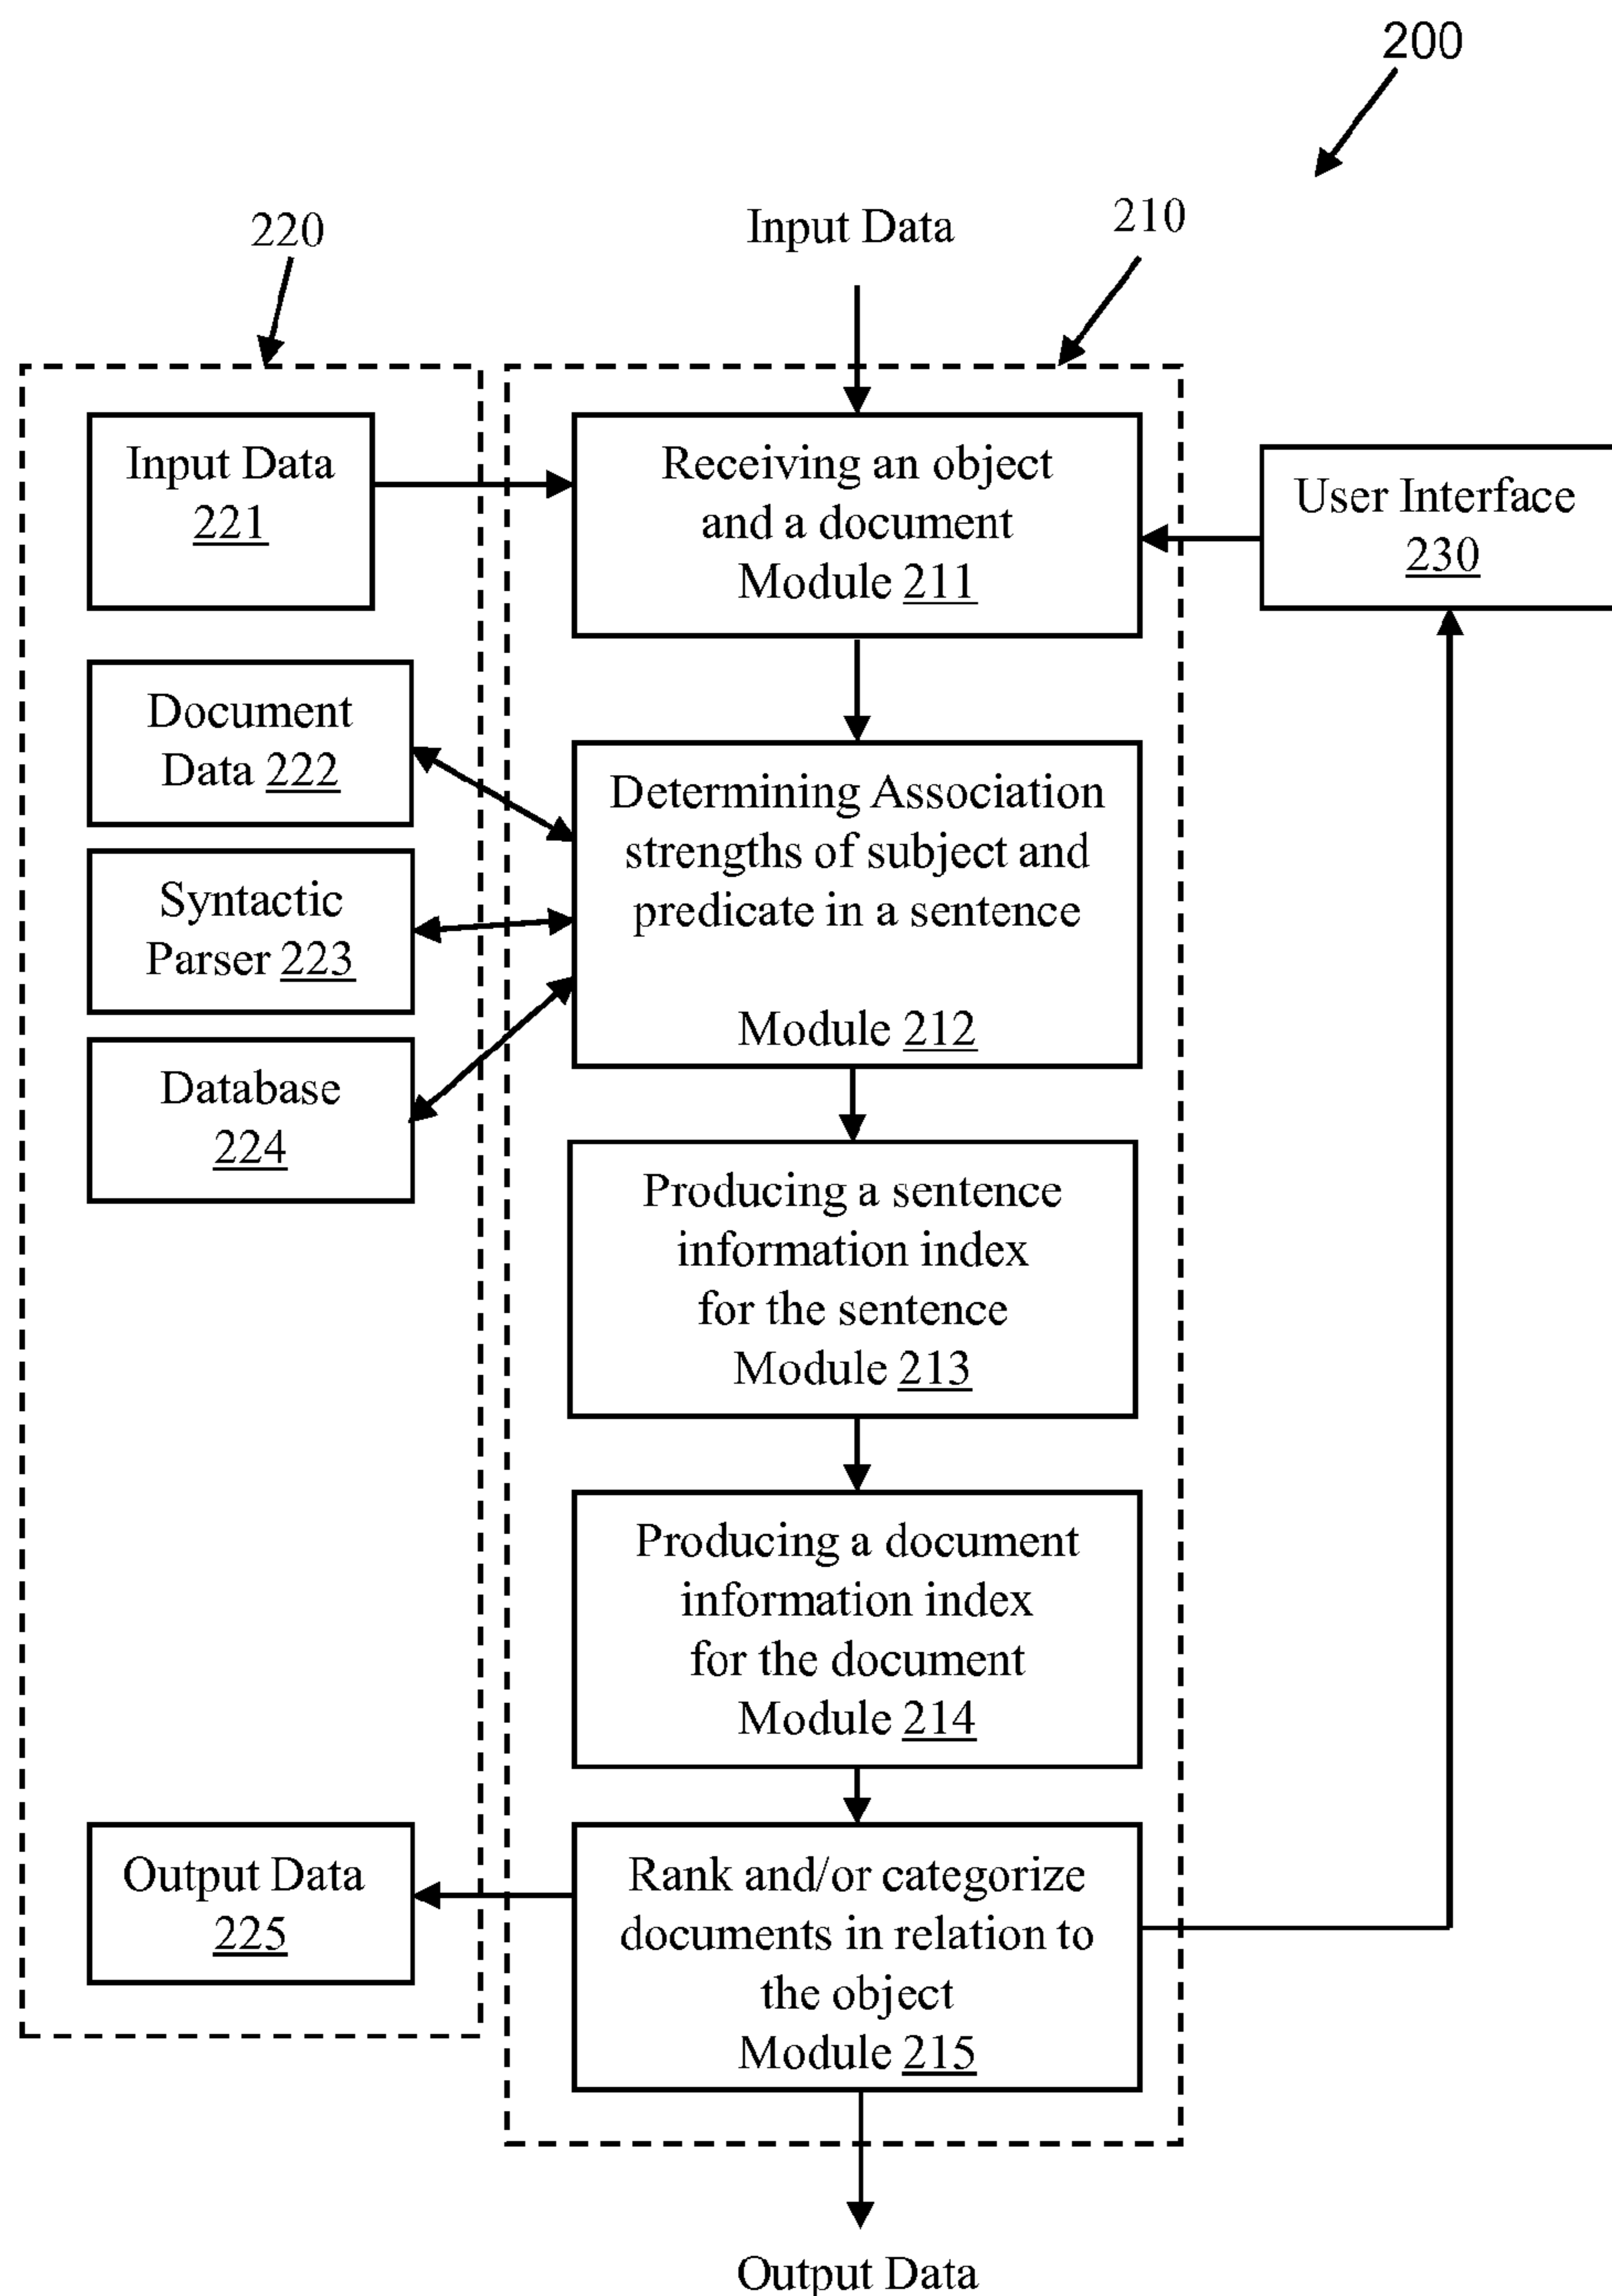 200
220
Input Data
210
Input Data
221
Receiving an object
and a document
Module 211
User Interface
230
Document
Data 222
Determining Association
strengths of subject and
predicate in a sentence
Module 212
Syntactic
Parser 223
Database
224
Producing a sentence
information index
for the sentence
Module 213
Producing a document
information index
for the document
Module 214
Output Data
225
Rank and/or categorize
documents in relation to
the object
Module 215
Output Data